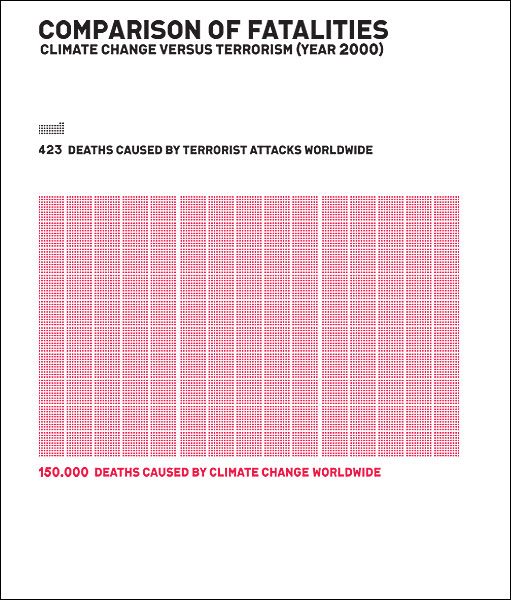 COMPARISON OF FATALITIES
CLIMATE CHANGE VERSUS TERRORISM (YEAR 2000)
423 DEATHS CAUSED BY TERRORIST ATTACKS WORLDWIDE
150.000 DEATHS CAUSED BY CLIMATE CHANGE WORLDWIDE